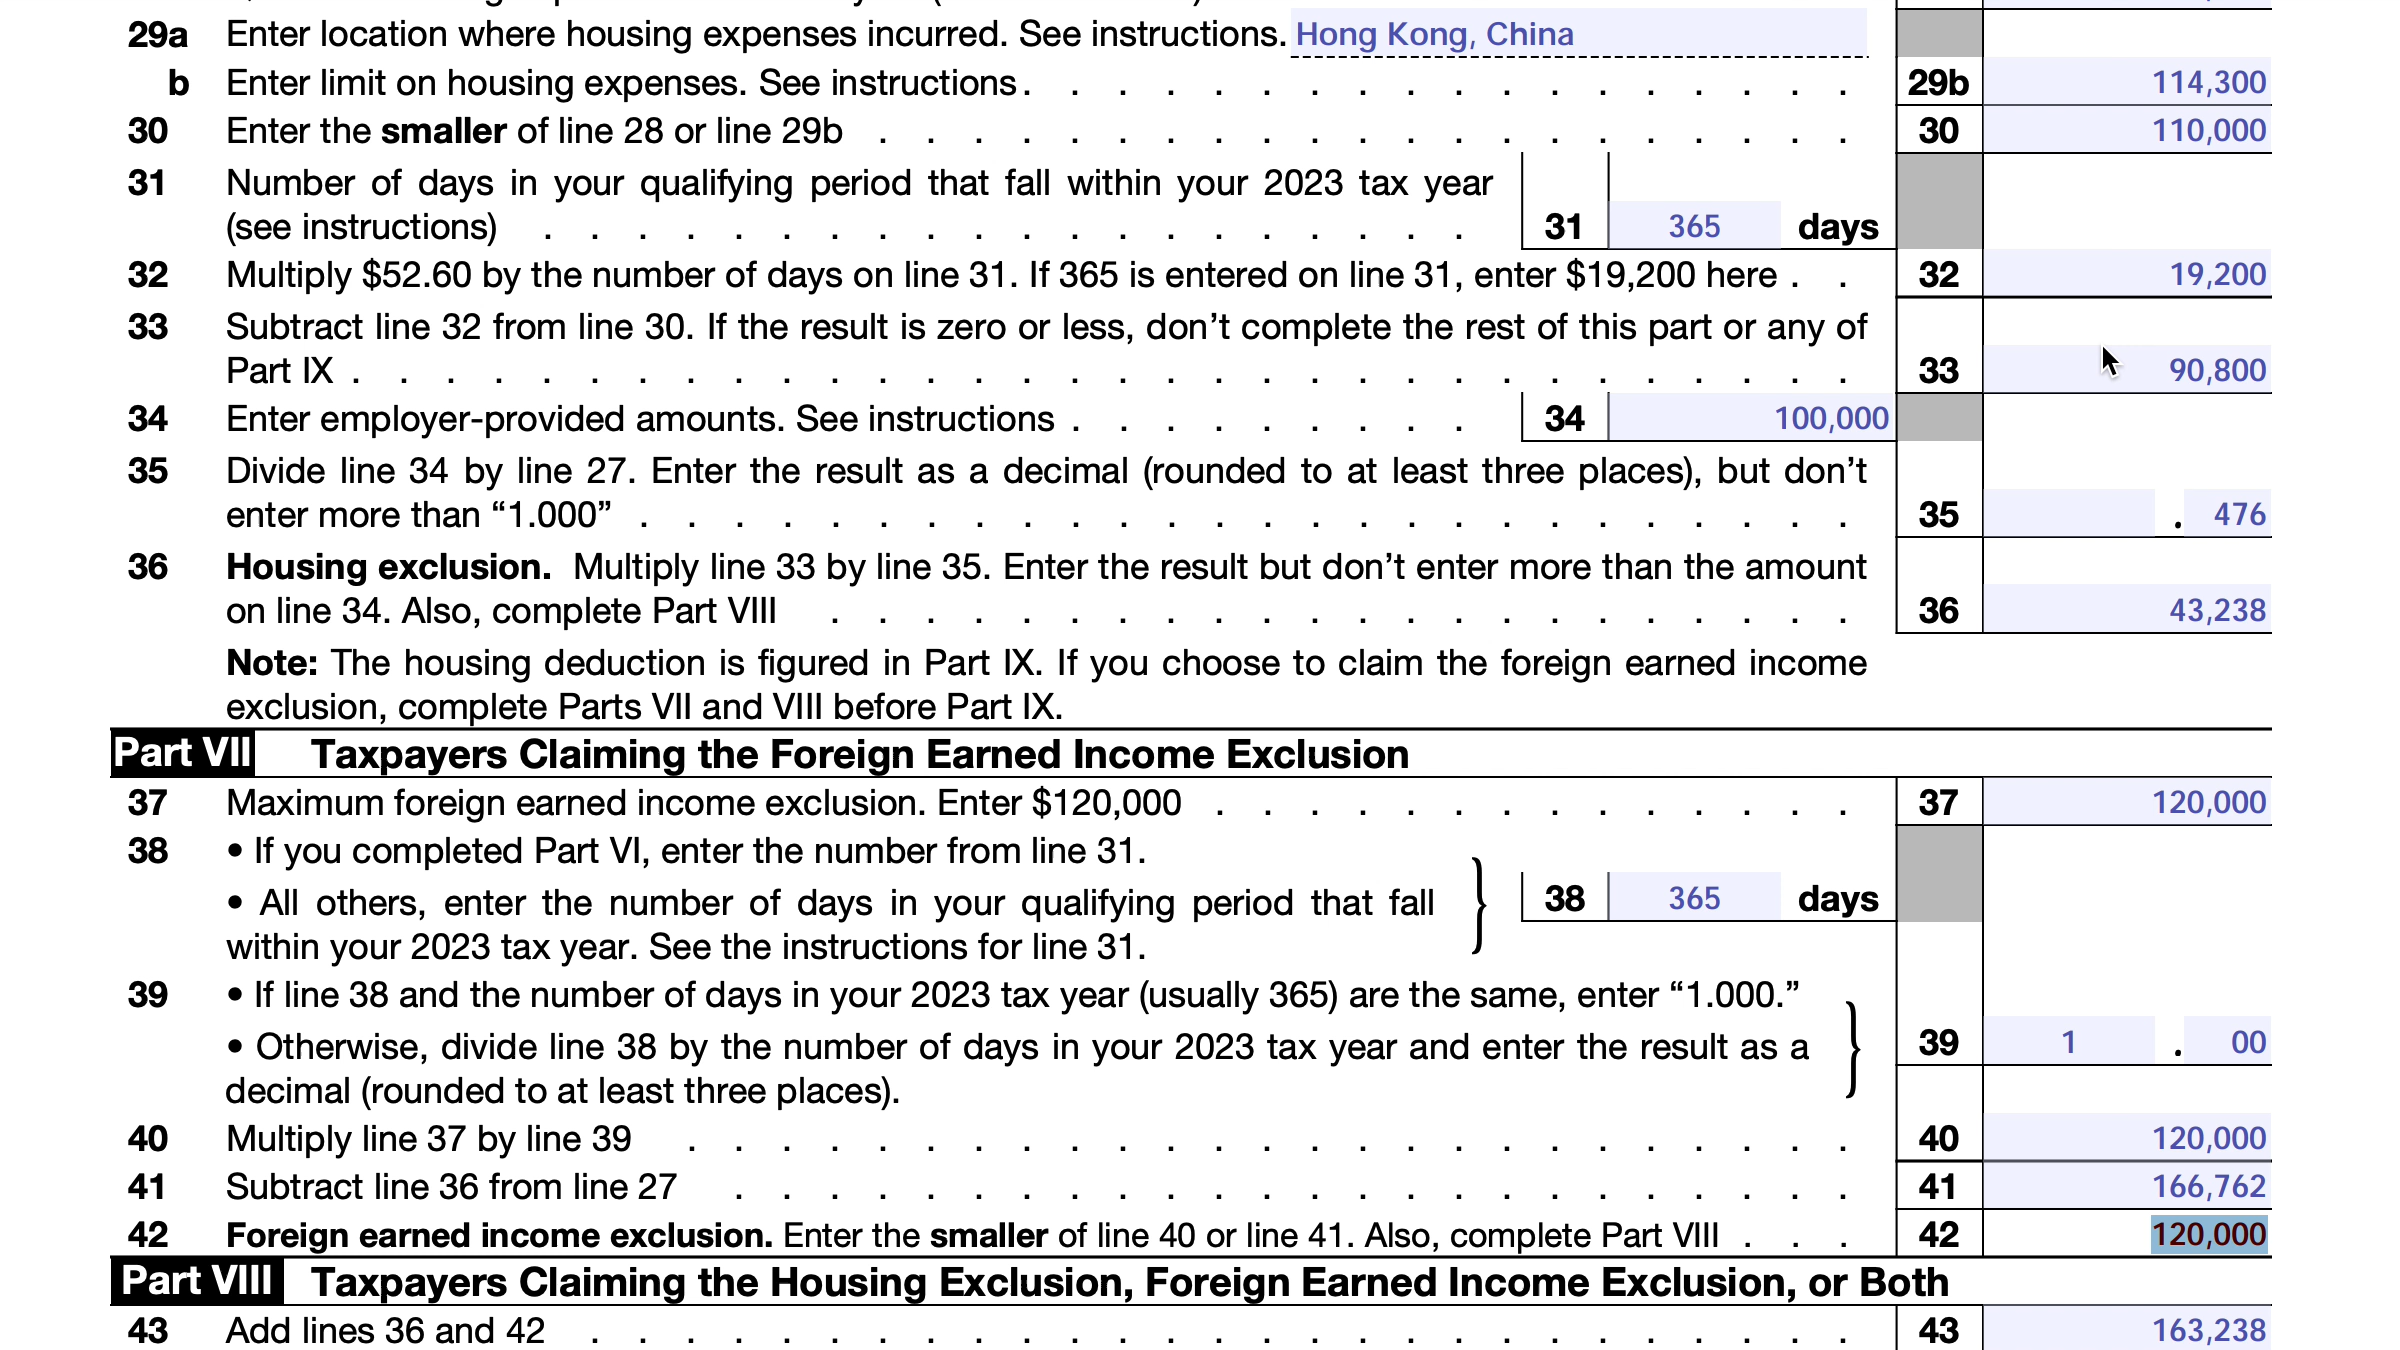 29a Enter location where housing expenses incurred. See instructions. Hong Kong, China
b Enter limit on housing expenses. See instructions . . . . . . . . . . . . . . . . . . 29b 114,300
30 Enter the smaller of line 28 or line 29b . . . . . . . . . . . . . . . . . . . . . 30 110,000
31 Number of days in your qualifying period that fall within your 2023 tax year
(see instructions) . . . . . . . . . . . . . . . . . . . . 31 365 days
32 Multiply $52.60 by the number of days on line 31. If 365 is entered on line 31, enter $19,200 here . . 32 19,200
33 Subtract line 32 from line 30. If the result is zero or less, don’t complete the rest of this part or any of
Part IX . . . . . . . . . . . . . . . . . . . . . . . . . . . . . . . . 33 90,800
34 Enter employer-provided amounts. See instructions . . . . . . . . . 34 100,000
35 Divide line 34 by line 27. Enter the result as a decimal (rounded to at least three places), but don’t
enter more than “1.000” . . . . . . . . . . . . . . . . . . . . . . . . . . 35 . 476
36 Housing exclusion. Multiply line 33 by line 35. Enter the result but don’t enter more than the amount
on line 34. Also, complete Part VIII . . . . . . . . . . . . . . . . . . . . . . 36 43,238
Note: The housing deduction is figured in Part IX. If you choose to claim the foreign earned income
exclusion, complete Parts VII and VIII before Part IX.
Part VII Taxpayers Claiming the Foreign Earned Income Exclusion
37 Maximum foreign earned income exclusion. Enter $120,000 . . . . . . . . . . . . . . 37 120,000
38 • If you completed Part VI, enter the number from line 31.
• All others, enter the number of days in your qualifying period that fall } 38 365 days
within your 2023 tax year. See the instructions for line 31.
39 • If line 38 and the number of days in your 2023 tax year (usually 365) are the same, enter “1.000.”
• Otherwise, divide line 38 by the number of days in your 2023 tax year and enter the result as a } 39 1 . 00
decimal (rounded to at least three places).
40 Multiply line 37 by line 39 . . . . . . . . . . . . . . . . . . . . . . . . . 40 120,000
41 Subtract line 36 from line 27 . . . . . . . . . . . . . . . . . . . . . . . . 41 166,762
42 Foreign earned income exclusion. Enter the smaller of line 40 or line 41. Also, complete Part VIII . . . 42 120,000
Part VIII Taxpayers Claiming the Housing Exclusion, Foreign Earned Income Exclusion, or Both
43 Add lines 36 and 42 . . . . . . . . . . . . . . . . . . . . . . . . . . . 43 163,238